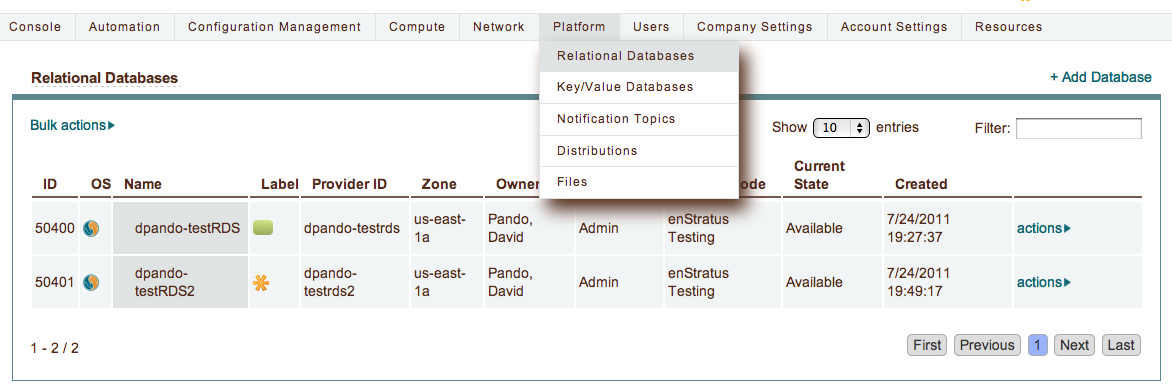 Console Automation Configuration Management Compute Network Platform Users Company Settings Account Settings Resources
Relational Databases
Key/Value Databases
Notification Topics
Distributions
Files
Relational Databases + Add Database
Bulk actions Show 10 entries Filter:
ID OS Name Label Provider ID Zone Owner Current State Created
50400 dpando-testRDS dpando-testrds us-east-1a Pando, David Admin enStratus Testing Available 7/24/2011 19:27:37 actions
50401 dpando-testRDS2 dpando-testrds2 us-east-1a Pando, David Admin enStratus Testing Available 7/24/2011 19:49:17 actions
1 - 2 / 2 First Previous 1 Next Last